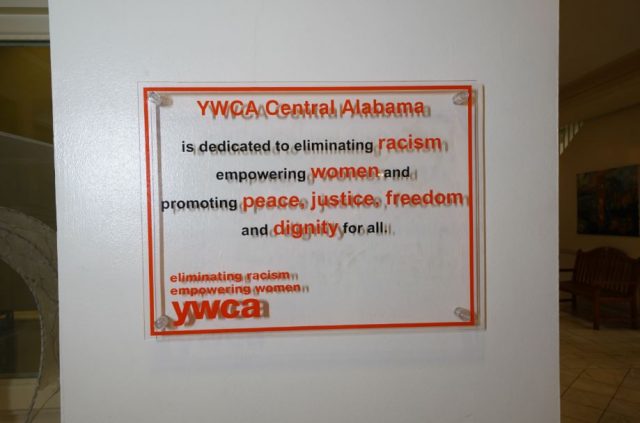 YWCA Central Alabama
is dedicated to eliminating racism
empowering women and
promoting peace, justice, freedom
and dignity for all.
eliminating racism
empowering women
ywca